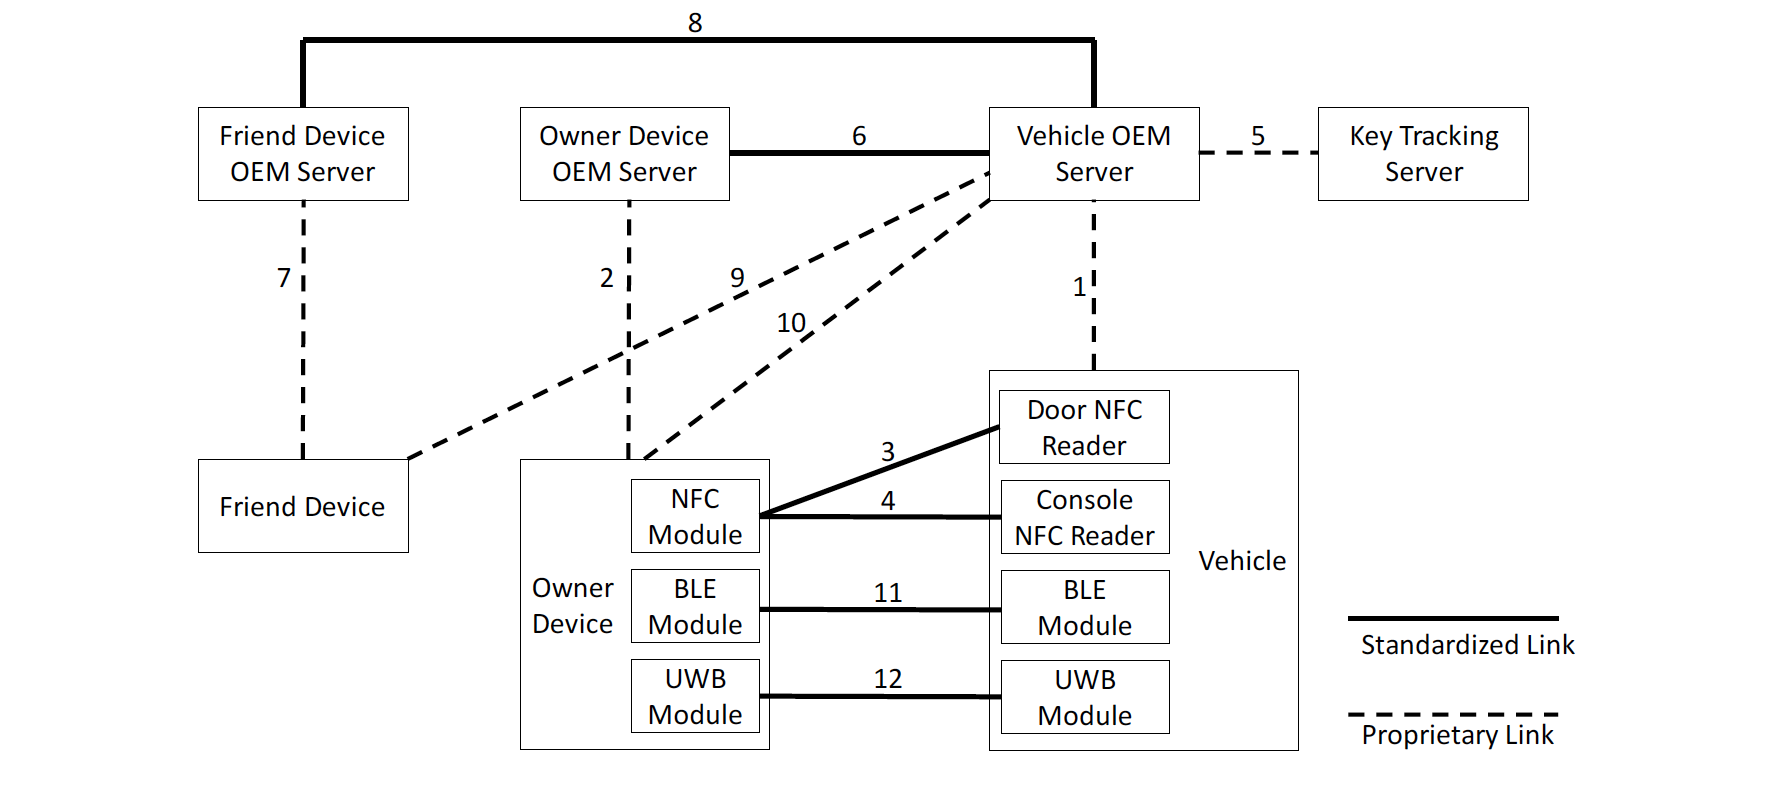 8
Friend Device
OEM Server
Owner Device
OEM Server
6
Vehicle OEM
Server
5
Key Tracking
Server
7
2
9
10
1
Friend Device
Owner
Device
NFC
Module
BLE
Module
UWB
Module
3
4
11
12
Door NFC
Reader
Console
NFC Reader
BLE
Module
UWB
Module
Vehicle
Standardized Link
Proprietary Link